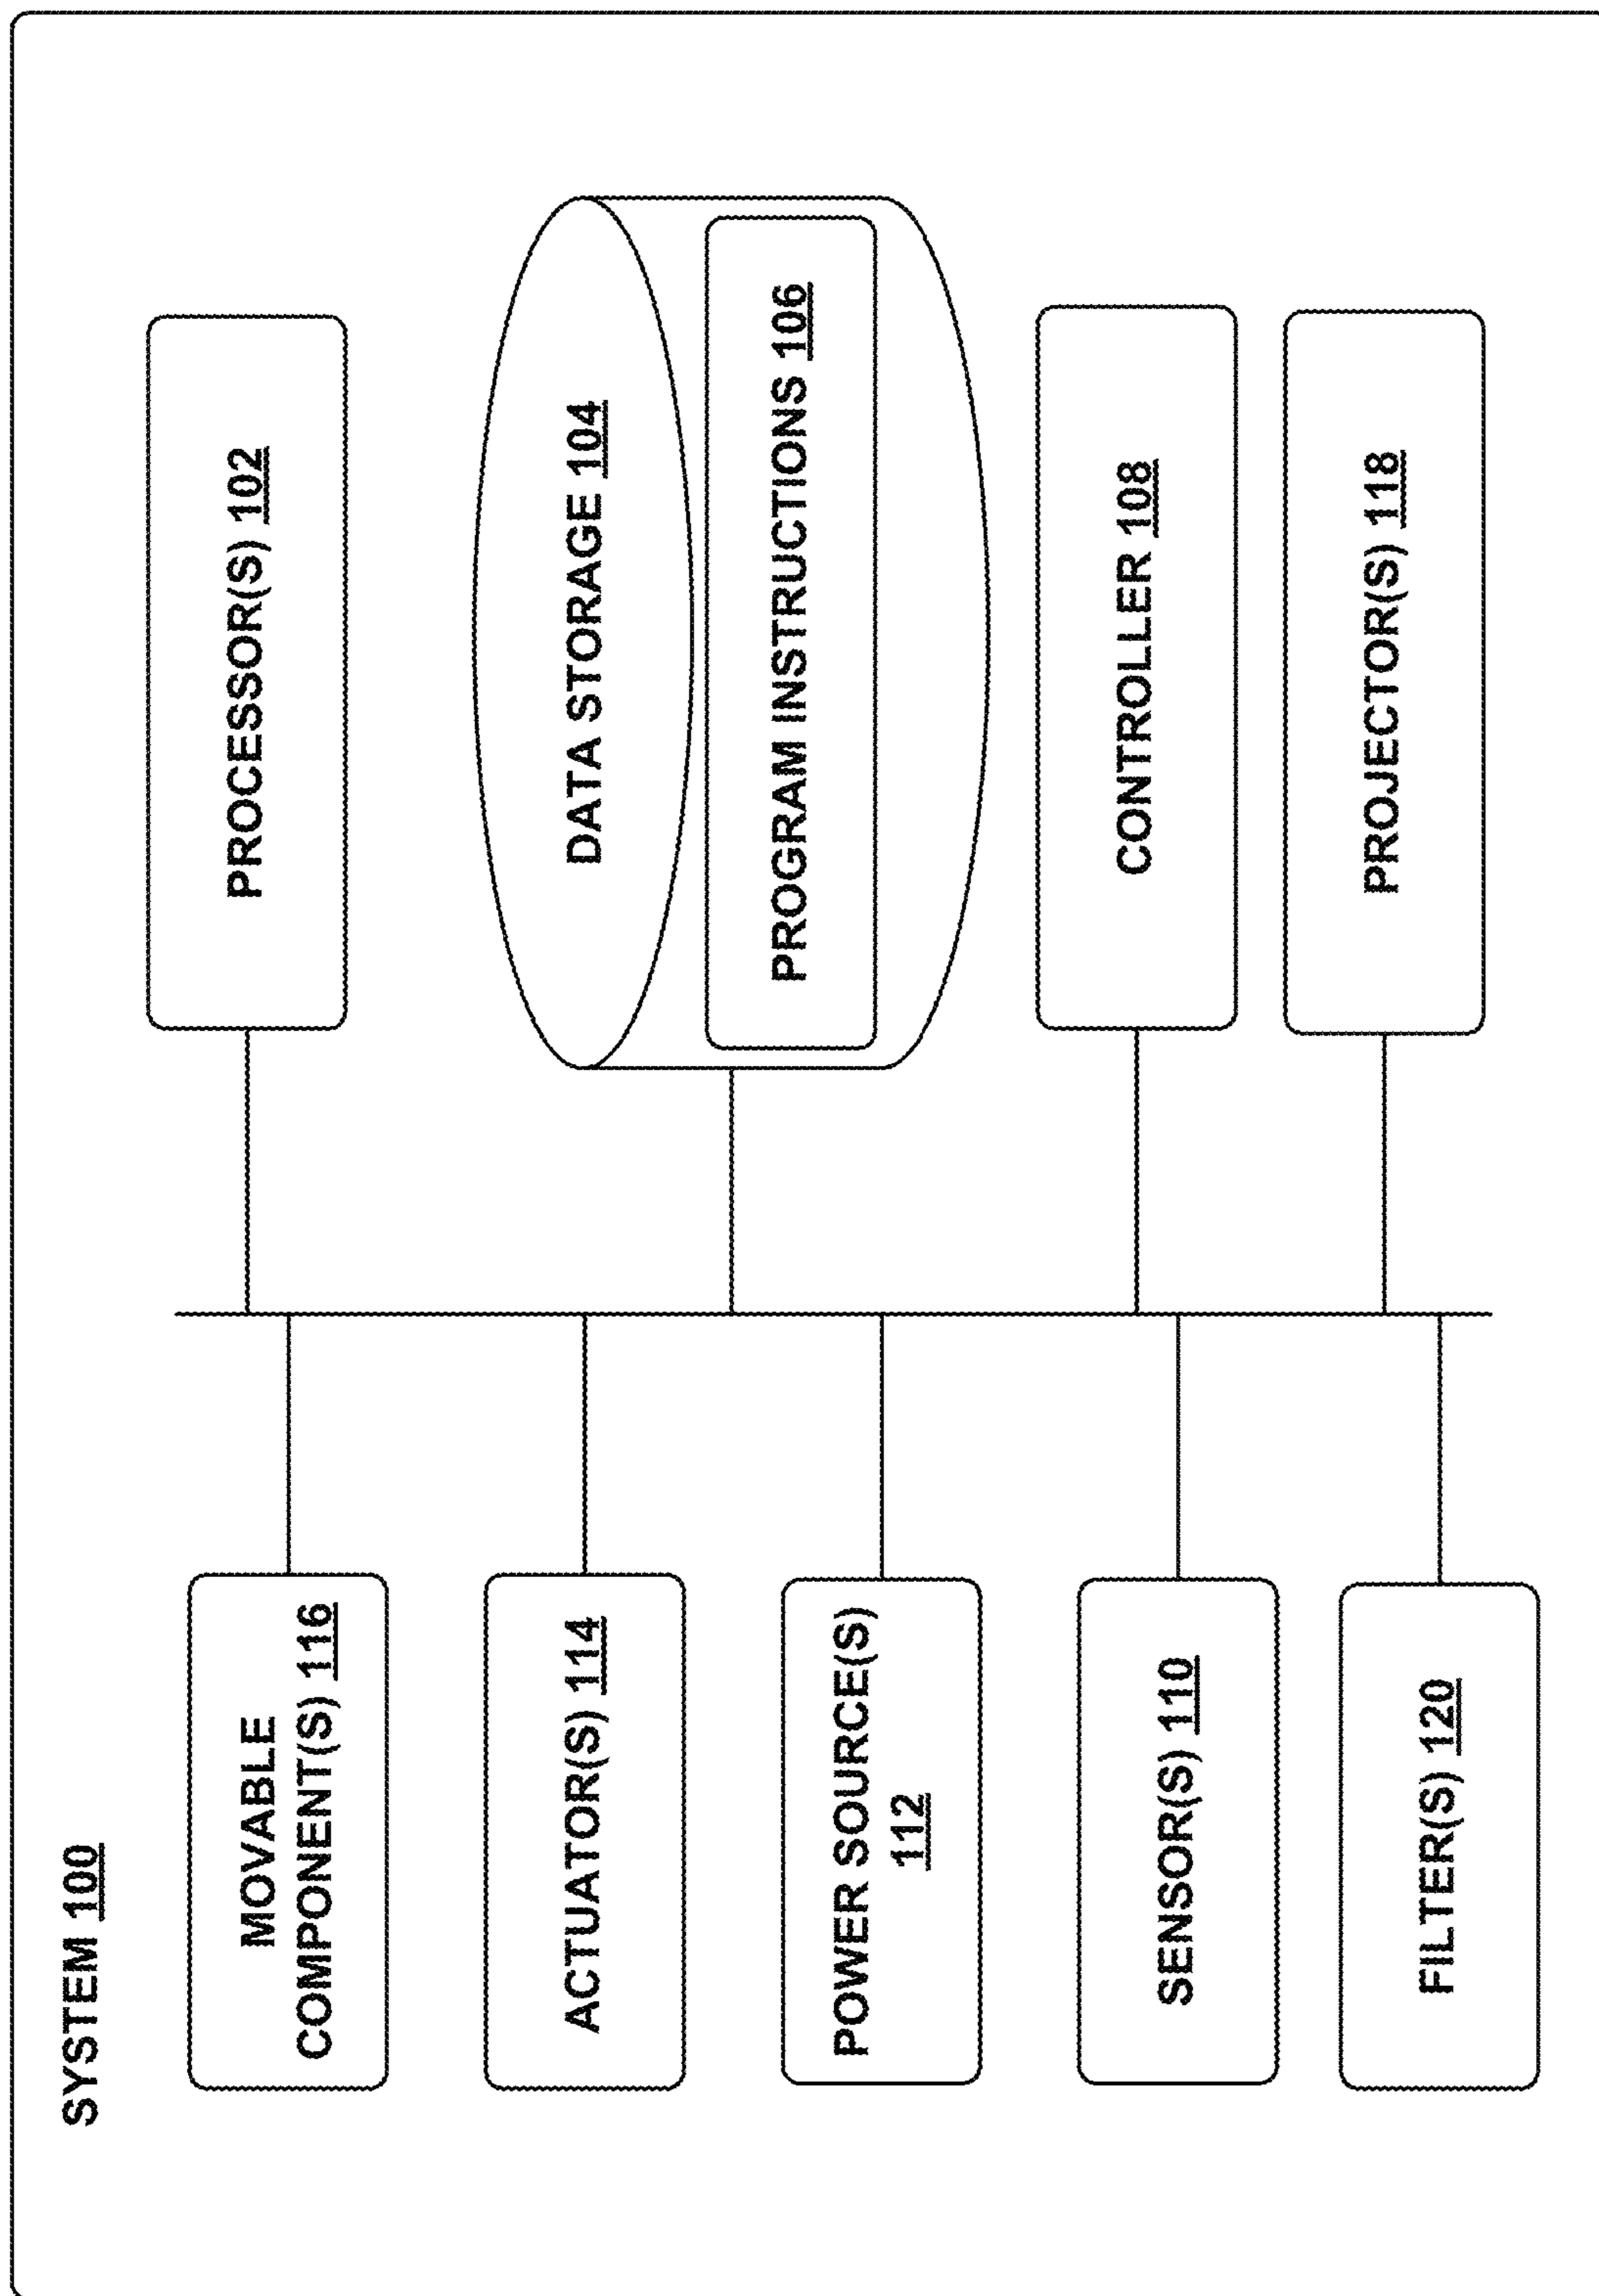 SYSTEM 100
MOVABLE
COMPONENT(S) 116
ACTUATOR(S) 114
POWER SOURCE(S)
112
SENSOR(S) 110
FILTER(S) 120
PROCESSOR(S) 102
DATA STORAGE 104
PROGRAM INSTRUCTIONS 106
CONTROLLER 108
PROJECTOR(S) 118